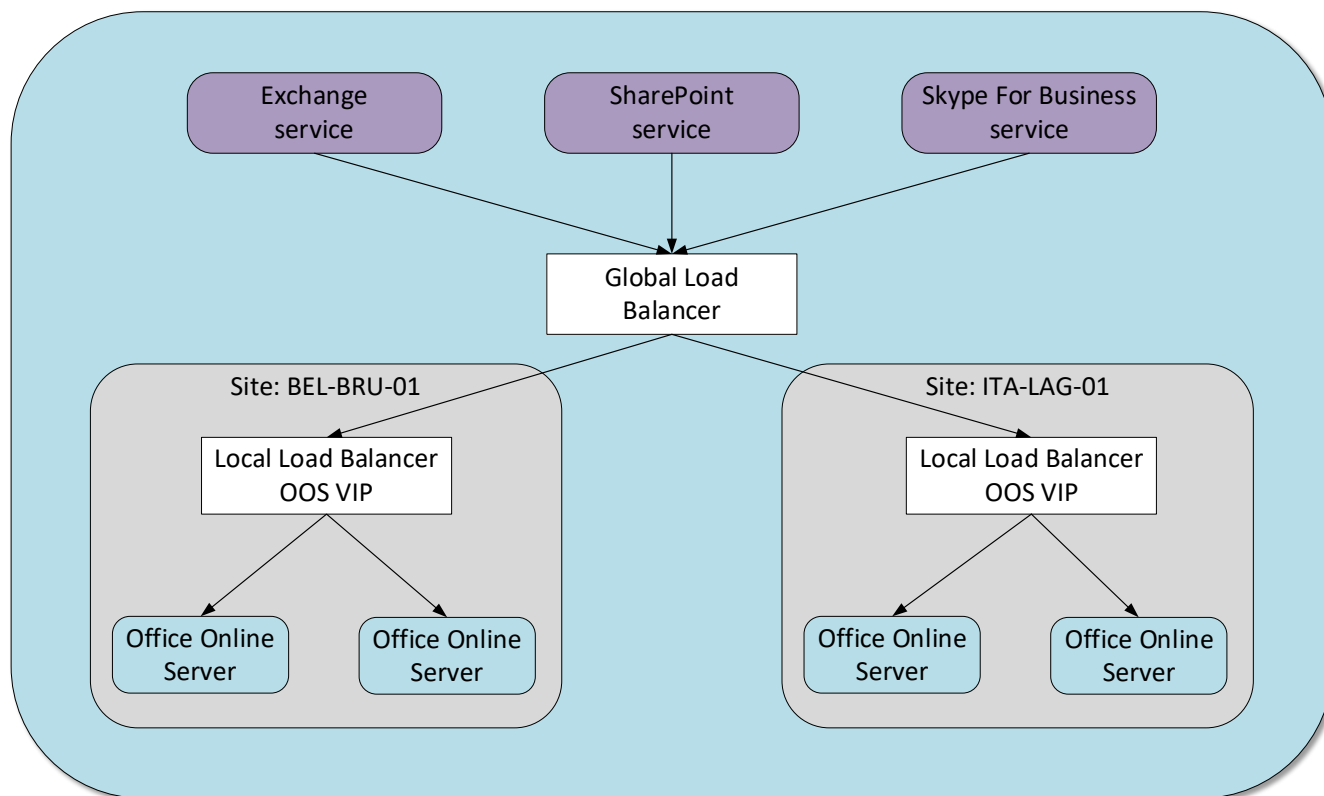 Exchange
service
SharePoint
service
Skype For Business
service
Global Load
Balancer
Site: BEL-BRU-01
Local Load Balancer
OOS VIP
Office Online
Server
Office Online
Server
Site: ITA-LAG-01
Local Load Balancer
OOS VIP
Office Online
Server
Office Online
Server